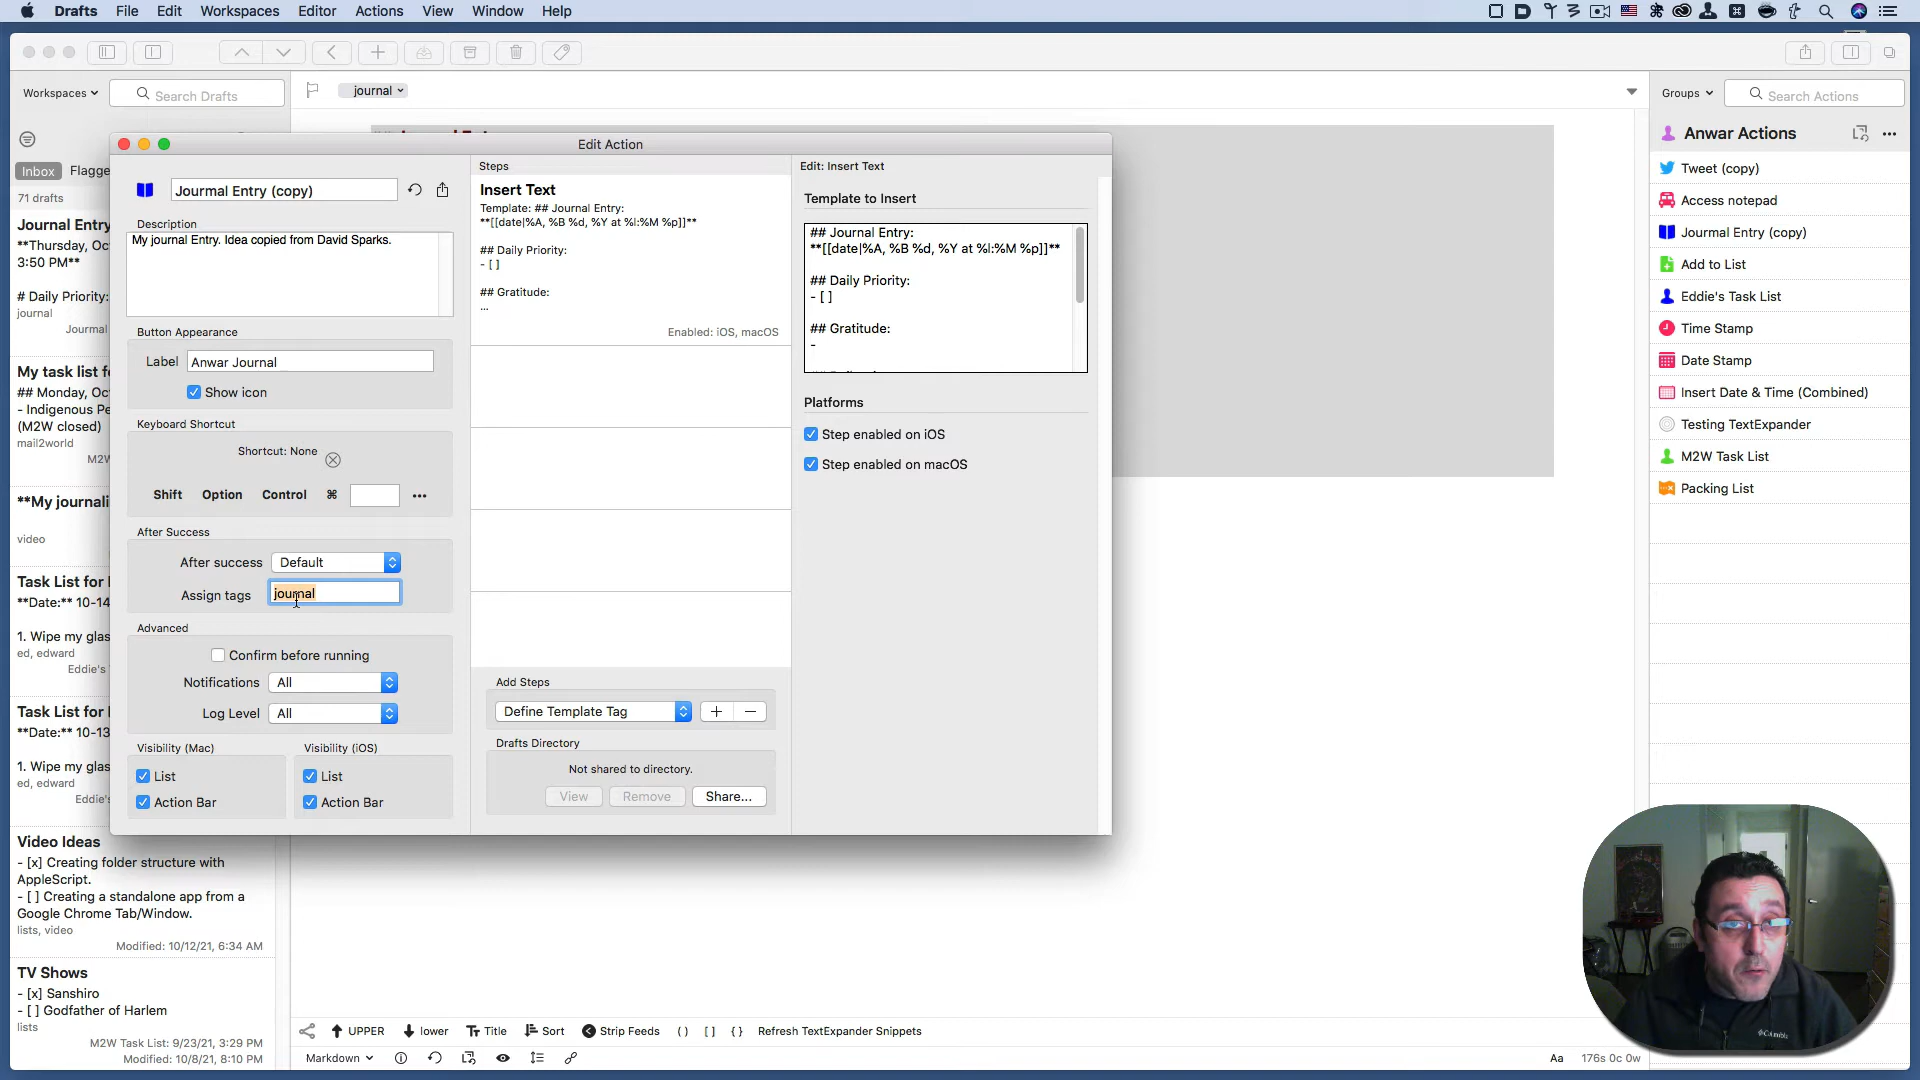 Drafts File Edit Workspaces Editor Actions View Window Help
Workspaces
Search Drafts
journal
Groups
Search Actions
Inbox Flagge
71 drafts
Journal Entry
**Thursday, Oc
3:50 PM**
# Daily Priority:
journal
Journal
My task list f
## Monday, Oc
- Indigenous Pe
(M2W closed)
mail2world
M2W
**My journali
video
Task List for
**Date:** 10-14
1. Wipe my glas
ed, edward
Eddie's
Task List for
**Date:** 10-13
1. Wipe my glas
ed, edward
Eddie's
Video Ideas
- [x] Creating folder structure with
AppleScript.
- [ ] Creating a standalone app from a
Google Chrome Tab/Window.
lists, video
Modified: 10/12/21, 6:34 AM
TV Shows
- [x] Sanshiro
- [ ] Godfather of Harlem
lists
M2W Task List: 9/23/21, 3:29 PM
Modified: 10/8/21, 8:10 PM
Edit Action
Jourmal Entry (copy)
Description
My journal Entry. Idea copied from David Sparks.
Button Appearance
Label Anwar Journal
Show icon
Keyboard Shortcut
Shortcut: None
Shift Option Control ⌘
After Success
After success Default
Assign tags journal
Advanced
Confirm before running
Notifications All
Log Level All
Visibility (Mac)
List
Action Bar
Visibility (iOS)
List
Action Bar
Steps
Insert Text
Template: ## Journal Entry:
**[[date|%A, %B %d, %Y at %I:%M %p]]**
## Daily Priority:
- [ ]
## Gratitude:
...
Enabled: iOS, macOS
Add Steps
Define Template Tag
Drafts Directory
Not shared to directory.
View Remove Share...
Edit: Insert Text
Template to Insert
## Journal Entry:
**[[date|%A, %B %d, %Y at %I:%M %p]]**
## Daily Priority:
- [ ]
## Gratitude:
-
Platforms
Step enabled on iOS
Step enabled on macOS
Anwar Actions
Tweet (copy)
Access notepad
Jourmal Entry (copy)
Add to List
Eddie's Task List
Time Stamp
Date Stamp
Insert Date & Time (Combined)
Testing TextExpander
M2W Task List
Packing List
UPPER lower Title Sort Strip Feeds ( ) [ ] { } Refresh TextExpander Snippets
Markdown
Aa 176s 0c 0w
Columbia